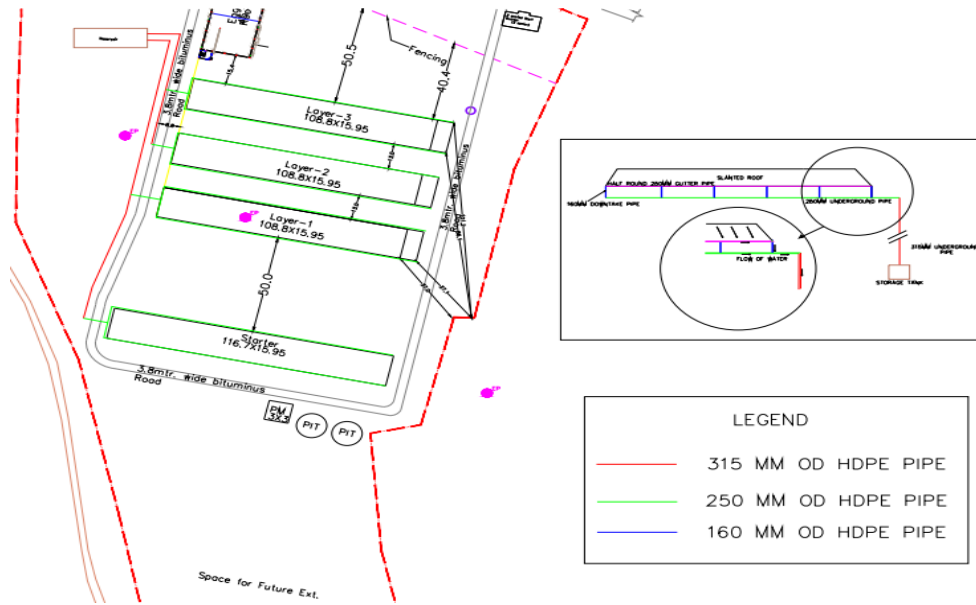 Reservoir
3.8mtr. wide bituminus
Road
50.5
Fencing
40.4
15.4
Layer-3
108.8X15.95
Layer-2
108.8X15.95
Layer-1
108.8X15.95
3.8mtr. wide bituminus
Road
50.0
Starter
116.7X15.95
3.8mtr. wide bituminus
Road
PM
3X3
PIT
PIT
Space for Future Ext.
SLANTED ROOF
HALF ROUND 250MM GUTTER PIPE
160MM DOWNTAKE PIPE
250MM UNDERGROUND PIPE
FLOW OF WATER
315MM UNDERGROUND
PIPE
LEGEND
315 MM OD HDPE PIPE
250 MM OD HDPE PIPE
160 MM OD HDPE PIPE